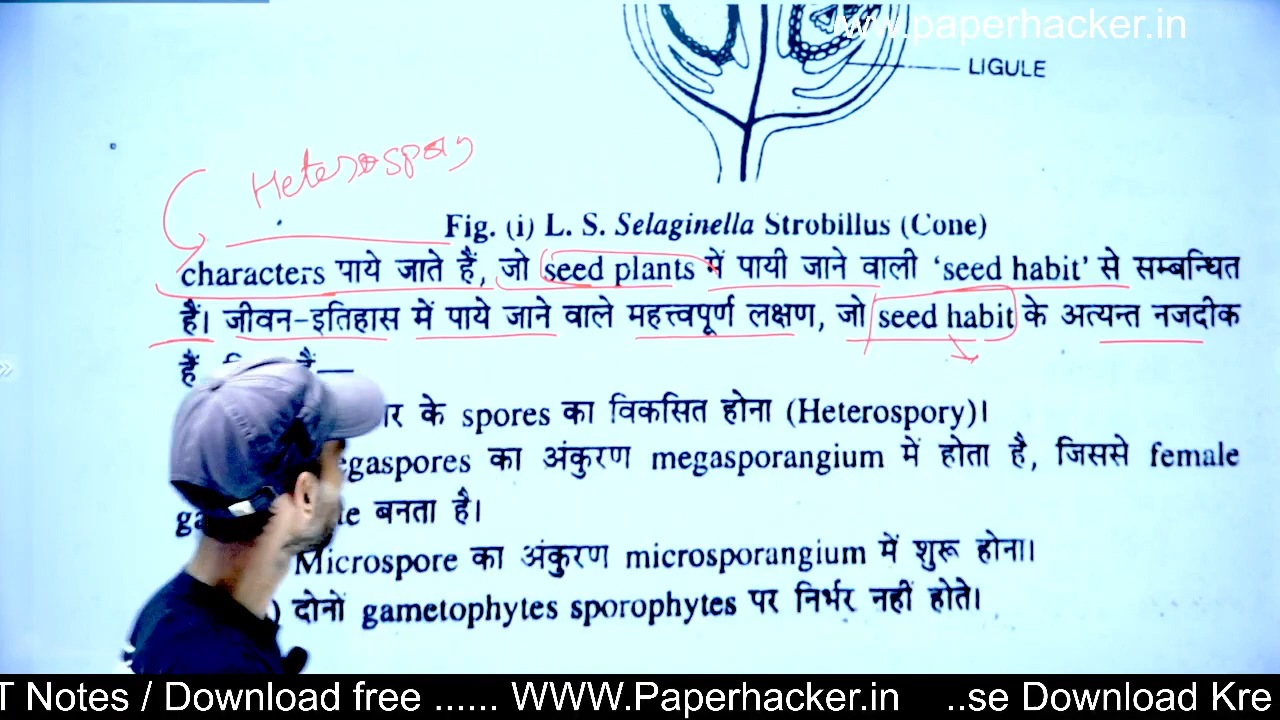 www.paperhacker.in
LIGULE
Heterospory
Fig. (i) L. S. Selaginella Strobillus (Cone)
characters पाये जाते हैं, जो seed plants में पायी जाने वाली 'seed habit' से सम्बन्धित
हैं। जीवन-इतिहास में पाये जाने वाले महत्त्वपूर्ण लक्षण, जो seed habit के अत्यन्त नजदीक
हैं, हैं—
के spores का विकसित होना (Heterospory)।
egaspores का अंकुरण megasporangium में होता है, जिससे female
बनता है।
Microspore का अंकुरण microsporangium में शुरू होना।
) दोनों gametophytes sporophytes पर निर्भर नहीं होते।
T Notes / Download free ...... WWW.Paperhacker.in ..se Download Kre